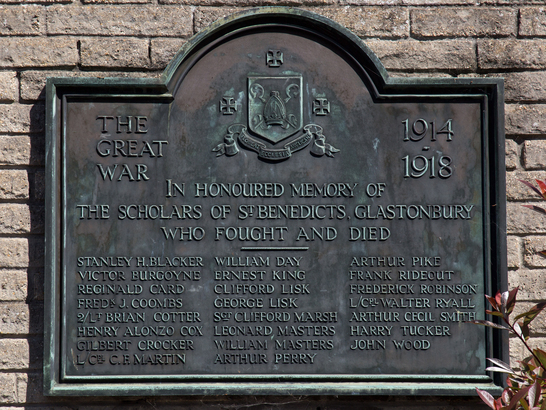 THE
GREAT
WAR
1914
-
1918
IN HONOURED MEMORY OF
THE SCHOLARS OF ST BENEDICTS, GLASTONBURY
WHO FOUGHT AND DIED
STANLEY H. BLACKER
VICTOR BURGOYNE
REGINALD CARD
FREDK J. COOMBS
2/LT BRIAN COTTER
HENRY ALONZO COX
GILBERT CROCKER
L/CPL C.F. MARTIN
WILLIAM DAY
ERNEST KING
CLIFFORD LISK
GEORGE LISK
SGT CLIFFORD MARSH
LEONARD MASTERS
WILLIAM MASTERS
ARTHUR PERRY
ARTHUR PIKE
FRANK RIDEOUT
FREDERICK ROBINSON
L/CPL WALTER RYALL
ARTHUR CECIL SMITH
HARRY TUCKER
JOHN WOOD